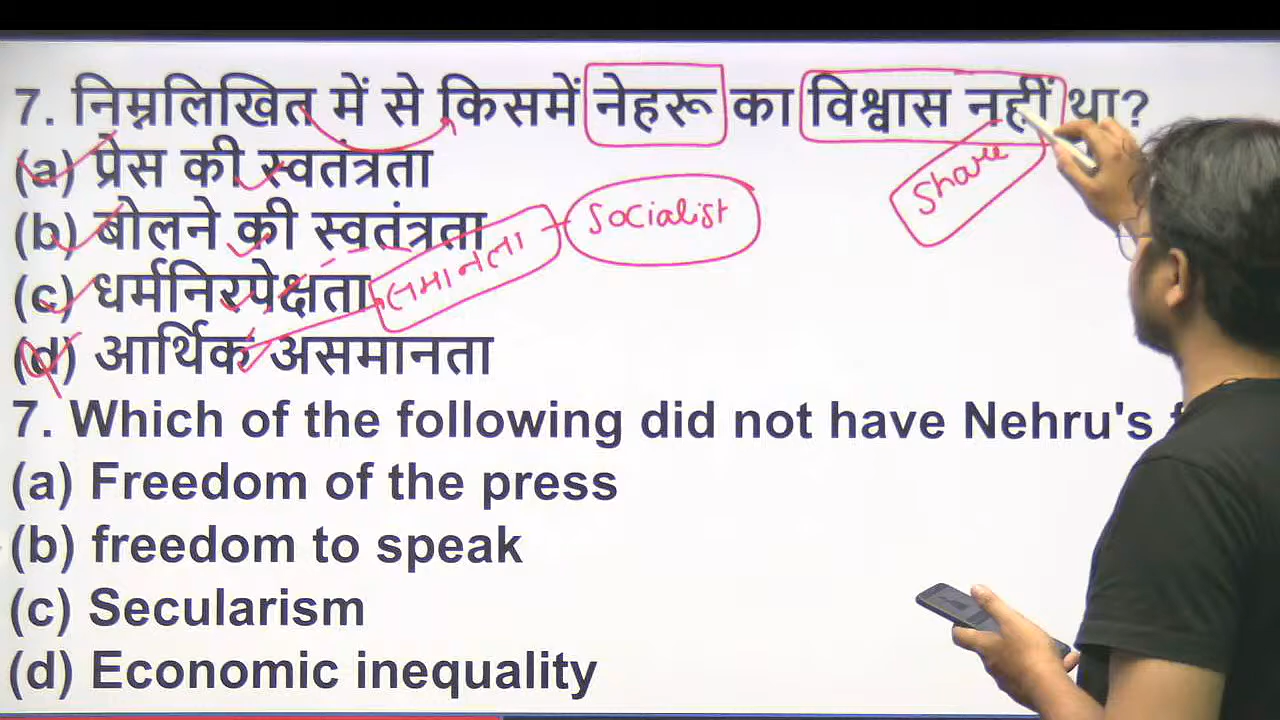 7. निम्नलिखित में से किसमें नेहरू का विश्वास नहीं था?
(a) प्रेस की स्वतंत्रता
Share
(b) बोलने की स्वतंत्रता
समानता
Socialist
(c) धर्मनिरपेक्षता
(d) आर्थिक असमानता
7. Which of the following did not have Nehru's
(a) Freedom of the press
(b) freedom to speak
(c) Secularism
(d) Economic inequality